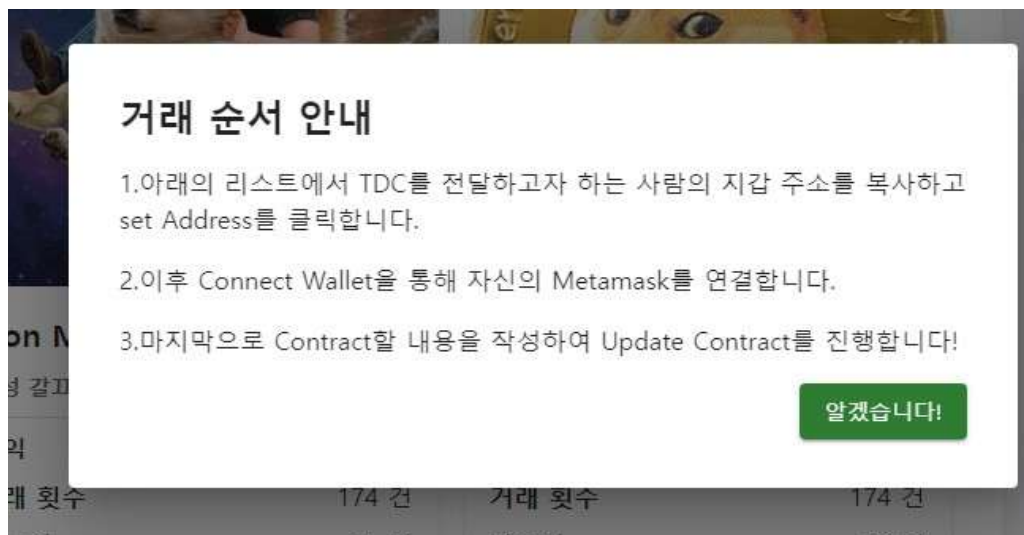 거래 순서 안내
1.아래의 리스트에서 TDC를 전달하고자 하는 사람의 지갑 주소를 복사하고
set Address를 클릭합니다.
2.이후 Connect Wallet을 통해 자신의 Metamask를 연결합니다.
3.마지막으로 Contract할 내용을 작성하여 Update Contract를 진행합니다!
알겠습니다!
on
익
래 횟수 174 건 거래 횟수 174 건